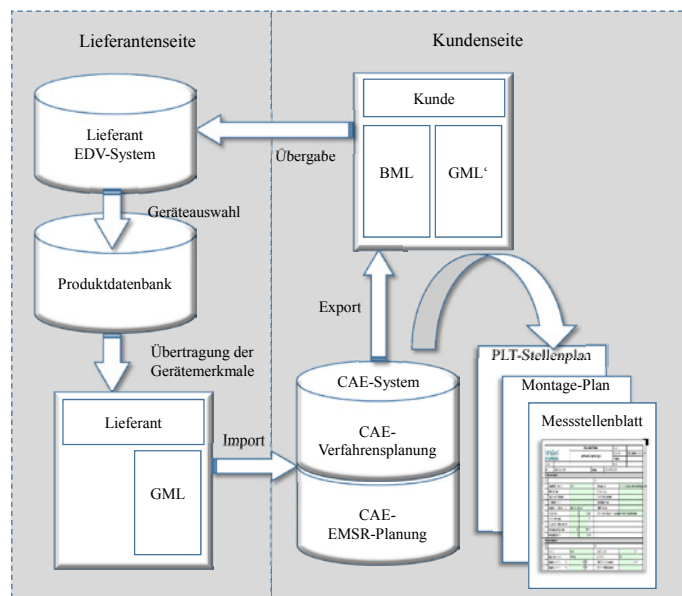 Lieferantenseite
Kundenseite
Lieferant
EDV-System
Übergabe
Kunde
BML
GML‘
Geräteauswahl
Produktdatenbank
Export
Übertragung der
Gerätemerkmale
PLT-Stellenplan
Montage-Plan
Messstellenblatt
CAE-System
CAE-
Verfahrensplanung
CAE-
EMSR-Planung
Lieferant
GML
Import